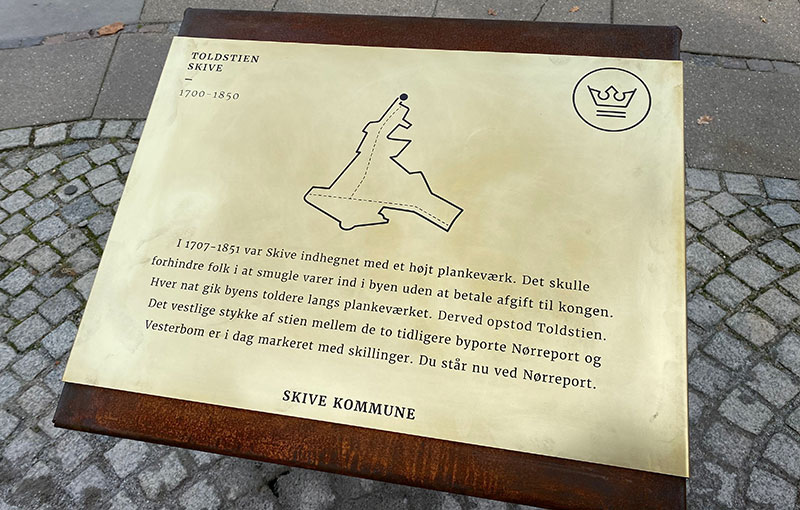 TOLDSTIEN
SKIVE
–
1700-1850
I 1707-1851 var Skive indhegnet med et højt plankeværk. Det skulle
forhindre folk i at smugle varer ind i byen uden at betale afgift til kongen.
Hver nat gik byens toldere langs plankeværket. Derved opstod Toldstien.
Det vestlige stykke af stien mellem de to tidligere byporte Nørreport og
Vesterbom er i dag markeret med skillinger. Du står nu ved Nørreport.
SKIVE KOMMUNE